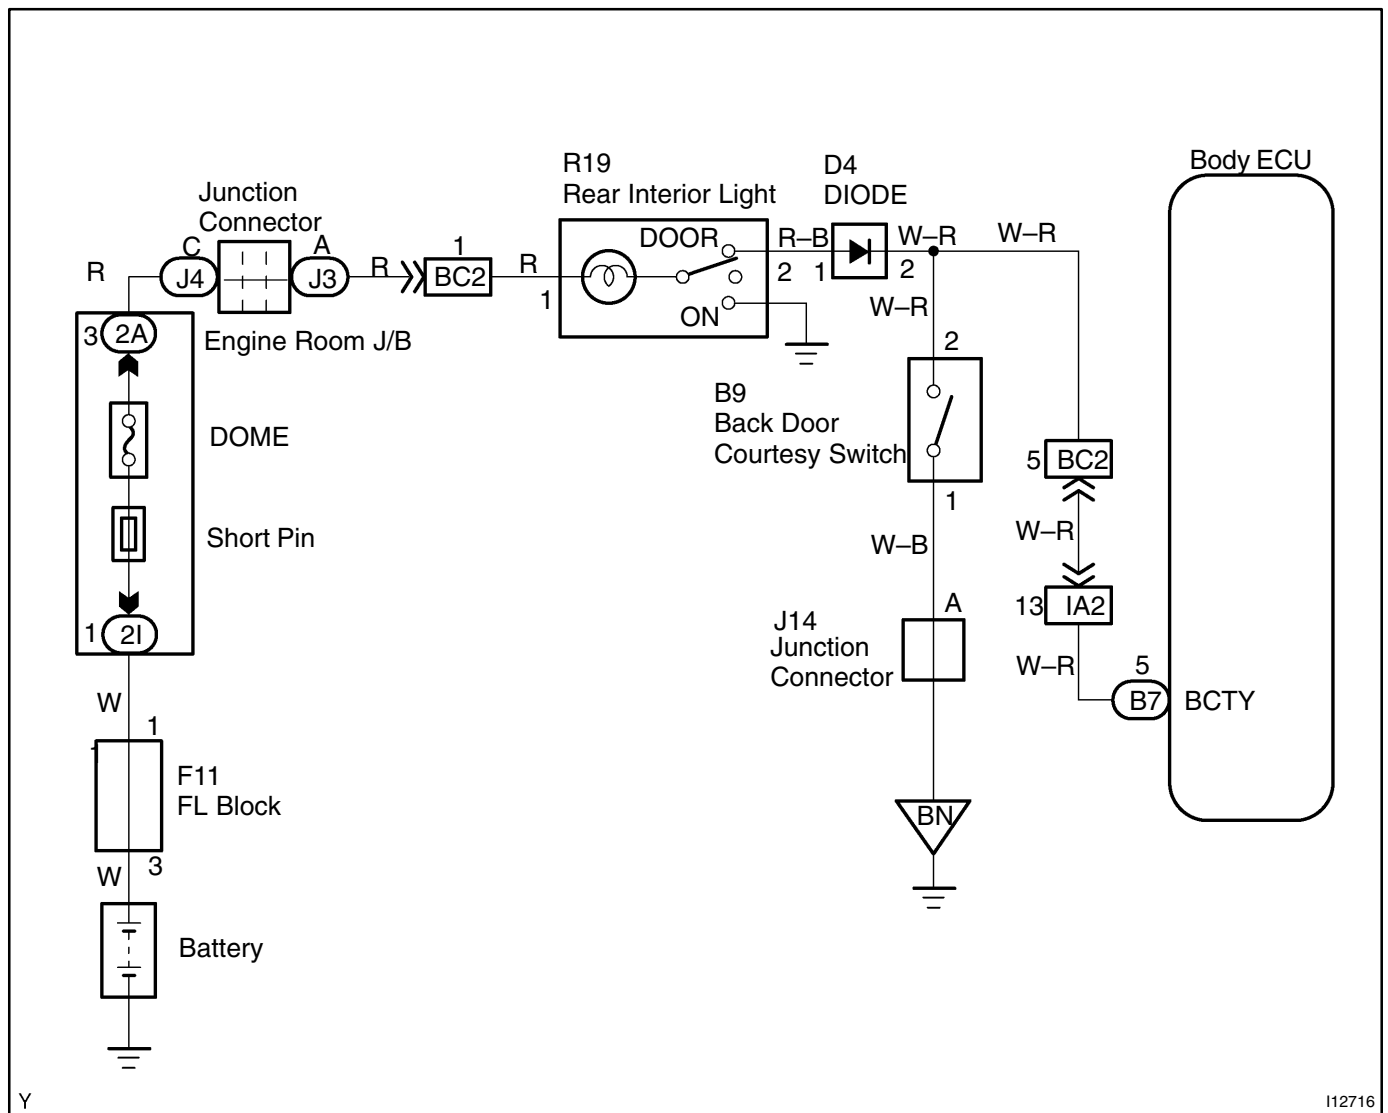 Body ECU
R19
Rear Interior Light
D4
DIODE
Junction
Connector
C
A
J4
J3
R
R
1
BC2
R
1
DOOR
ON
R–B
2
1
W–R
2
W–R
W–R
3
2A
Engine Room J/B
DOME
Short Pin
1
2I
2
B9
Back Door
Courtesy Switch
1
5
BC2
W–R
W–B
13
IA2
A
J14
Junction
Connector
W–R
5
B7
BCTY
W
1
F11
FL Block
W
3
BN
Battery
Y
I12716